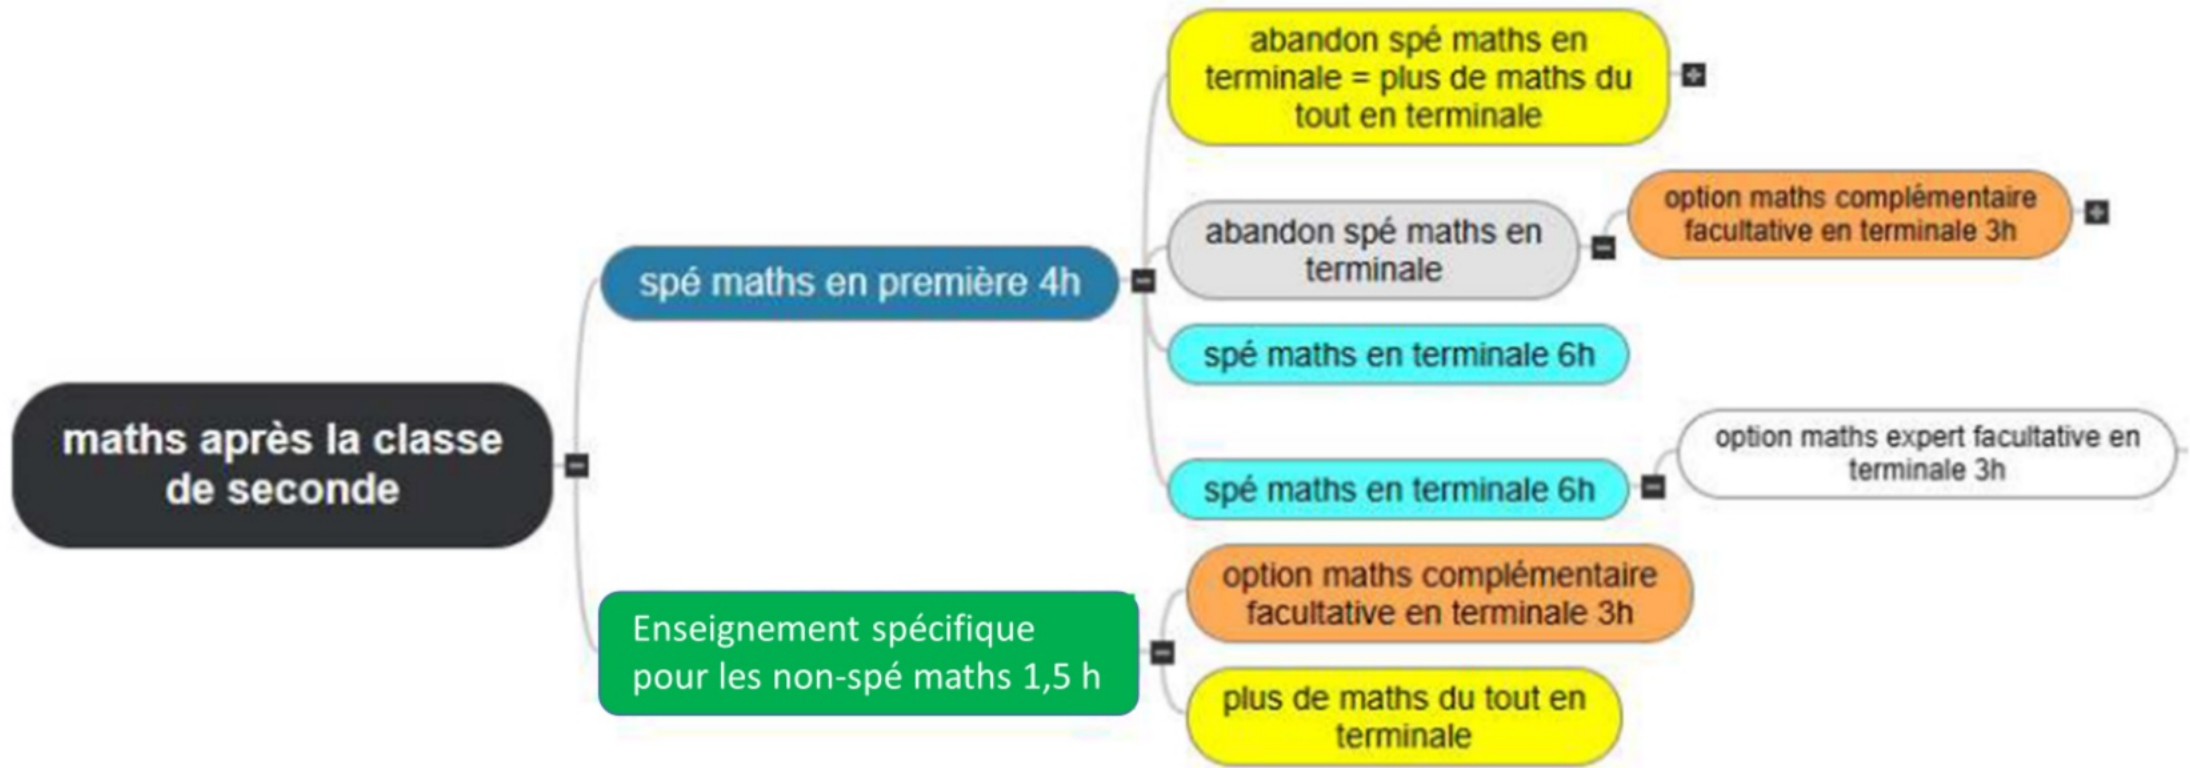 maths après la classe
de seconde
spé maths en première 4h
abandon spé maths en
terminale = plus de maths du
tout en terminale
abandon spé maths en
terminale
option maths complémentaire
facultative en terminale 3h
spé maths en terminale 6h
spé maths en terminale 6h
option maths expert facultative en
terminale 3h
Enseignement spécifique
pour les non-spé maths 1,5 h
option maths complémentaire
facultative en terminale 3h
plus de maths du tout en
terminale